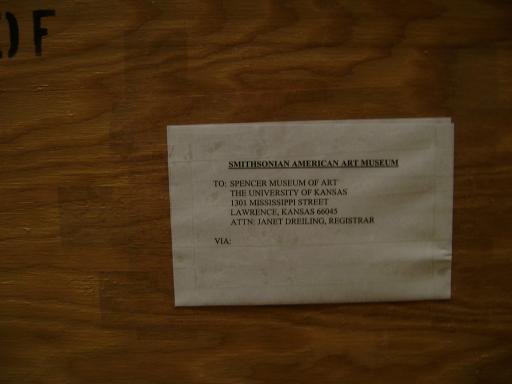 OF
SMITHSONIAN AMERICAN ART MUSEUM
TO: SPENCER MUSEUM OF ART
THE UNIVERSITY OF KANSAS
1301 MISSISSIPPI STREET
LAWRENCE, KANSAS 66045
ATTN: JANET DREILING, REGISTRAR
VIA: